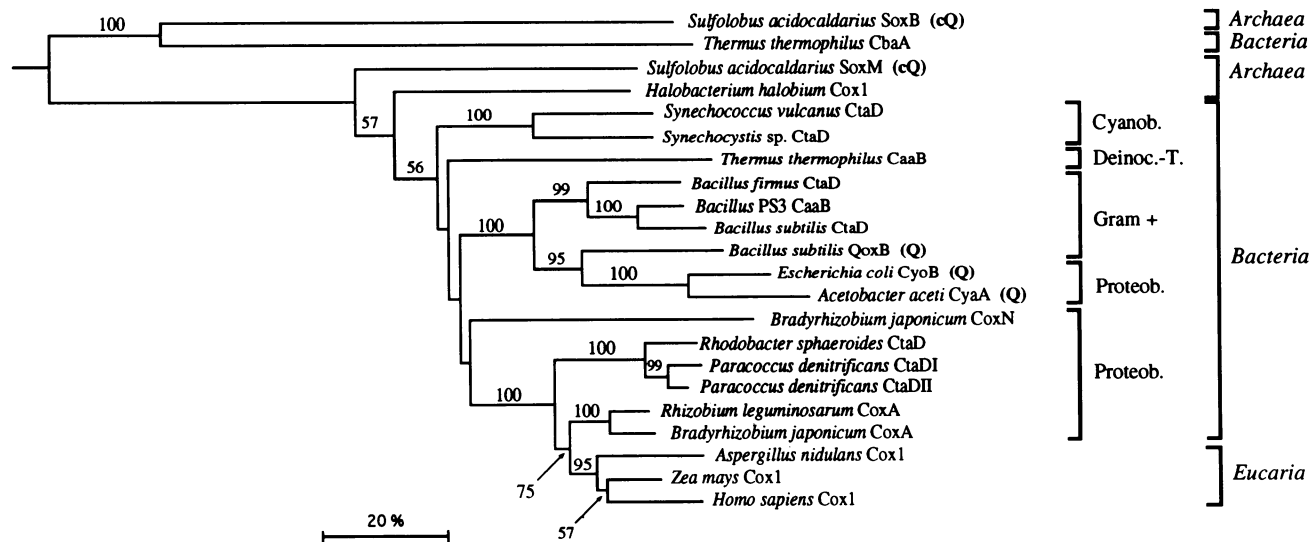 100
Sulfolobus acidocaldarius SoxB (cQ)
Archaea
Thermus thermophilus CbaA
Bacteria
Sulfolobus acidocaldarius SoxM (cQ)
Archaea
Halobacterium halobium Cox1
57
100
Synechococcus vulcanus CtaD
Synechocystis sp. CtaD
Cyanob.
56
Thermus thermophilus CaaB
Deinoc.-T.
99
Bacillus firmus CtaD
100
Bacillus PS3 CaaB
Bacillus subtilis CtaD
Gram +
100
95
Bacillus subtilis QoxB (Q)
Bacteria
100
Escherichia coli CyoB (Q)
Acetobacter aceti CyaA (Q)
Proteob.
Bradyrhizobium japonicum CoxN
100
Rhodobacter sphaeroides CtaD
99
Paracoccus denitrificans CtaDI
Paracoccus denitrificans CtaDII
Proteob.
100
100
Rhizobium leguminosarum CoxA
Bradyrhizobium japonicum CoxA
75
95
Aspergillus nidulans Cox1
Zea mays Cox1
Homo sapiens Cox1
Eucaria
57
20 %